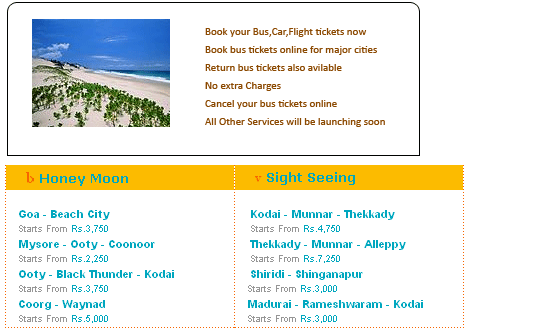 Book your Bus,Car,Flight tickets now
Book bus tickets online for major cities
Return bus tickets also avilable
No extra Charges
Cancel your bus tickets online
All Other Services will be launching soon
b Honey Moon
Goa - Beach City
Starts From Rs.3,750
Mysore - Ooty - Coonoor
Starts From Rs.2,250
Ooty - Black Thunder - Kodai
Starts From Rs.3,750
Coorg - Waynad
Starts From Rs.5,000
v Sight Seeing
Kodai - Munnar - Thekkady
Starts From Rs.4,750
Thekkady - Munnar - Alleppy
Starts From Rs.7,250
Shiridi - Shinganapur
Starts From Rs.3,000
Madurai - Rameshwaram - Kodai
Starts From Rs.3,000